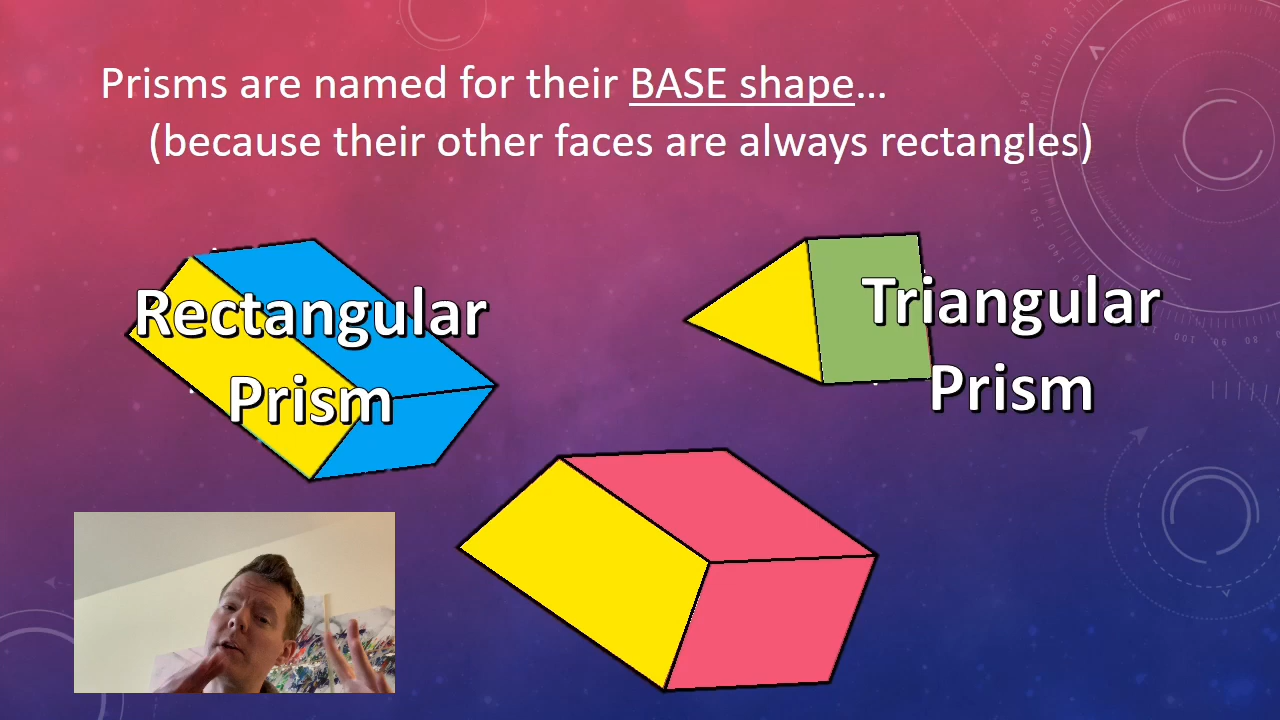 Prisms are named for their BASE shape...
(because their other faces are always rectangles)
Rectangular
Prism
Triangular
Prism